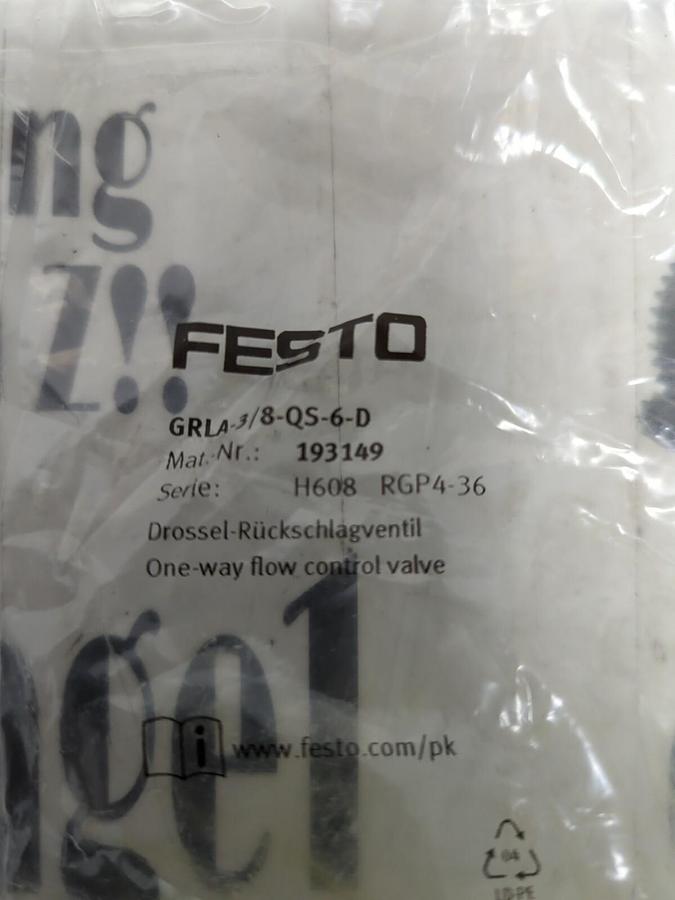 ng
Z!!
FESTO
GRLA-3/8-QS-6-D
Mat.-Nr.: 193149
Serie: H608 RGP4-36
Drossel-Rückschlagventil
One-way flow control valve
ngel
i www.festo.com/pk
04
LD-PE